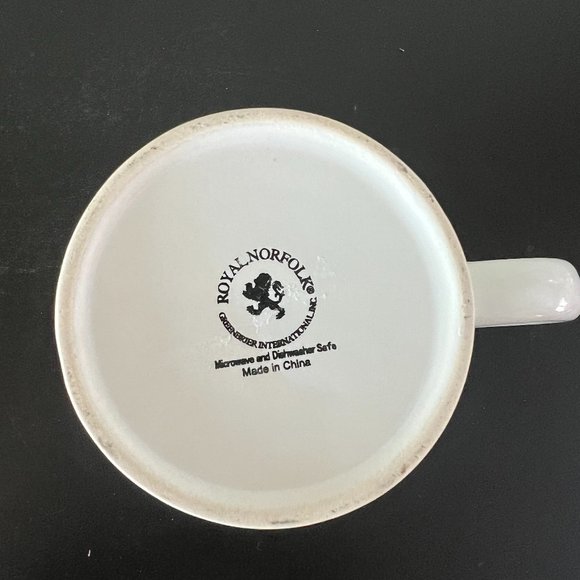 ROYAL NORFOLK®
GREENBRIER INTERNATIONAL, INC.
Microwave and Dishwasher Safe
Made in China